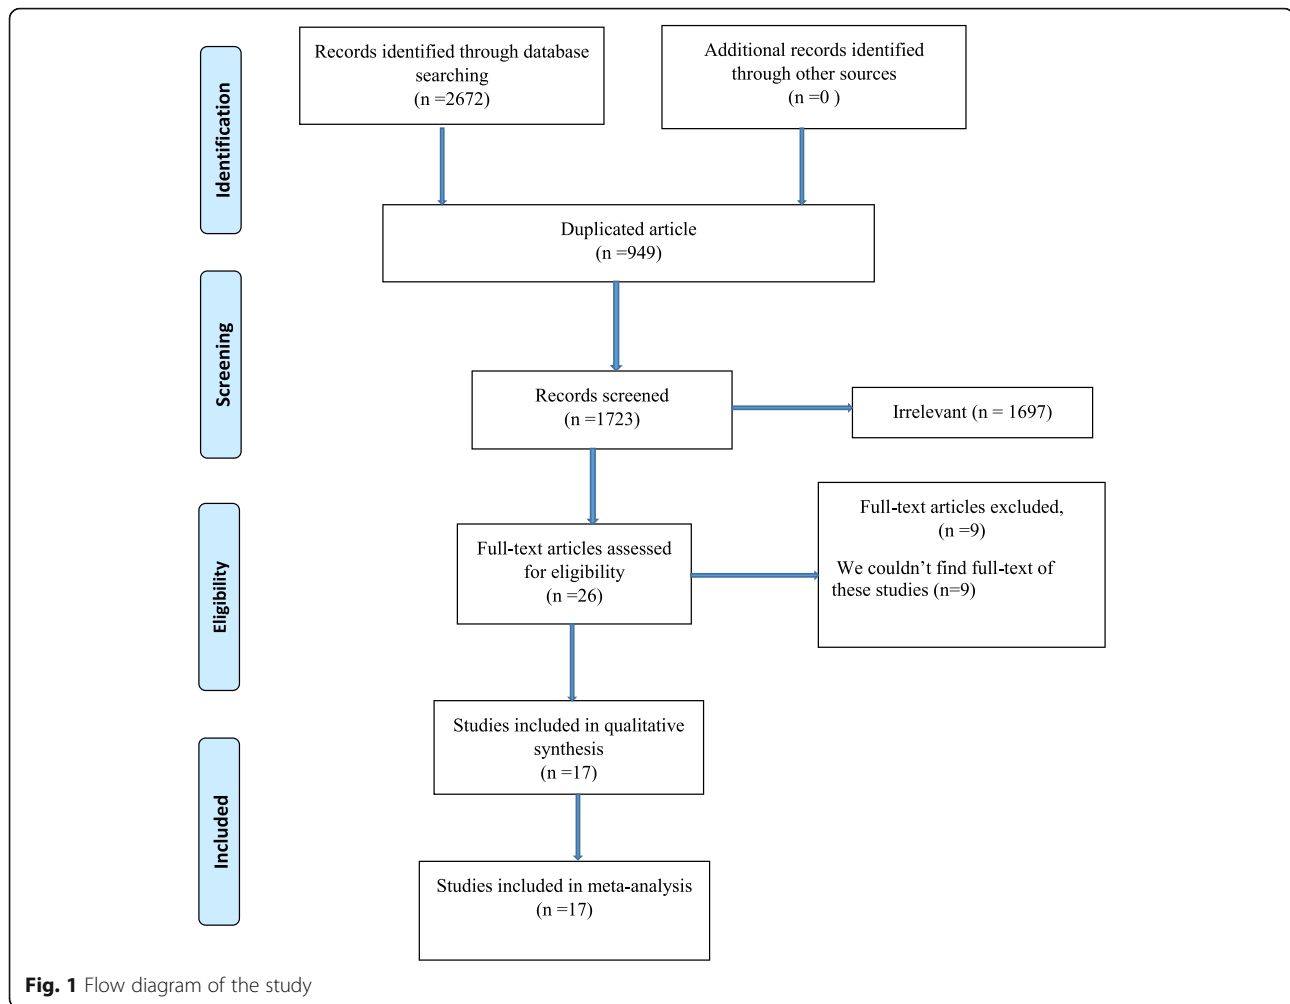 Identification
Records identified through database
searching
(n =2672)
Additional records identified
through other sources
(n =0 )
Duplicated article
(n =949)
Screening
Records screened
(n =1723)
Irrelevant (n = 1697)
Eligibility
Full-text articles assessed
for eligibility
(n =26)
Full-text articles excluded,
(n =9)
We couldn’t find full-text of
these studies (n=9)
Included
Studies included in qualitative
synthesis
(n =17)
Studies included in meta-analysis
(n =17)
Fig. 1 Flow diagram of the study